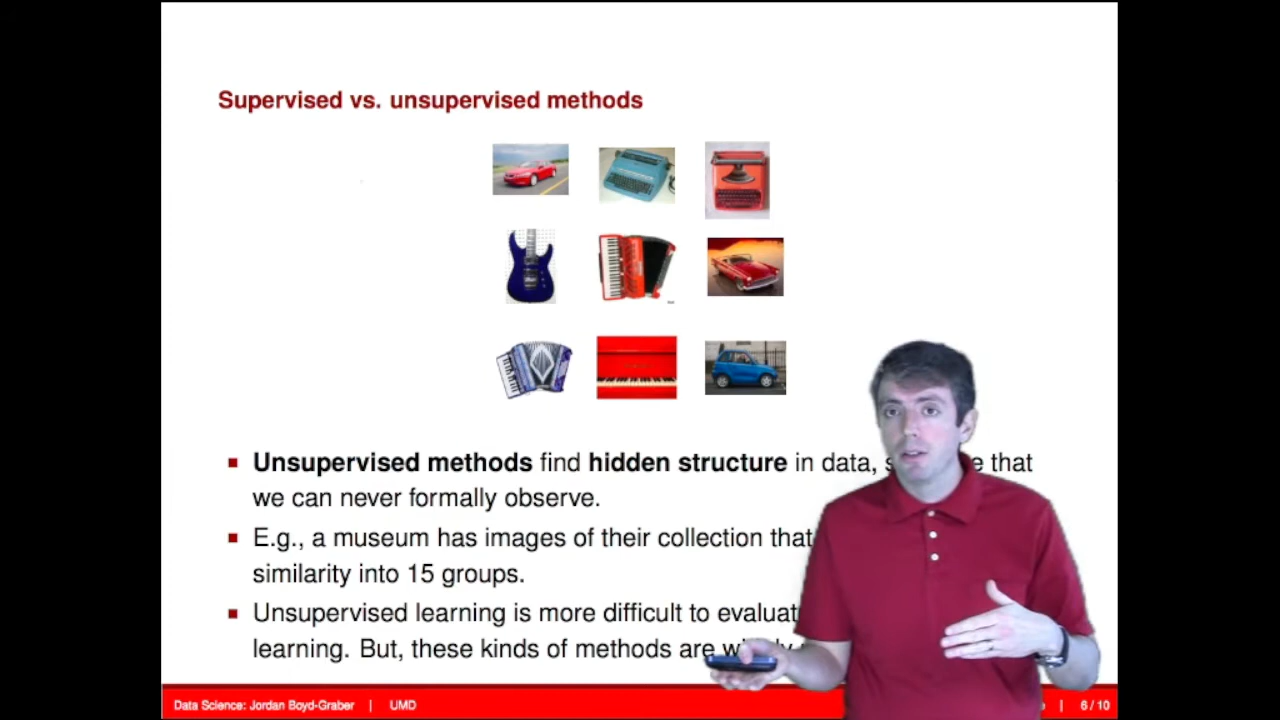 Supervised vs. unsupervised methods
■ Unsupervised methods find hidden structure in data, that
we can never formally observe.
■ E.g., a museum has images of their collection that
similarity into 15 groups.
■ Unsupervised learning is more difficult to
learning. But, these kinds of methods are
Data Science: Jordan Boyd-Graber | UMD | 6 / 10